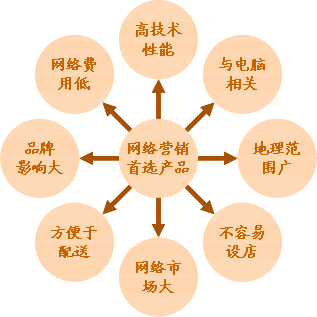 高技术
性能
网络费
用低
与电脑
相关
品牌
影响大
网络营销
首选产品
地理范
围广
方便于
配送
不容易
设店
网络市
场大